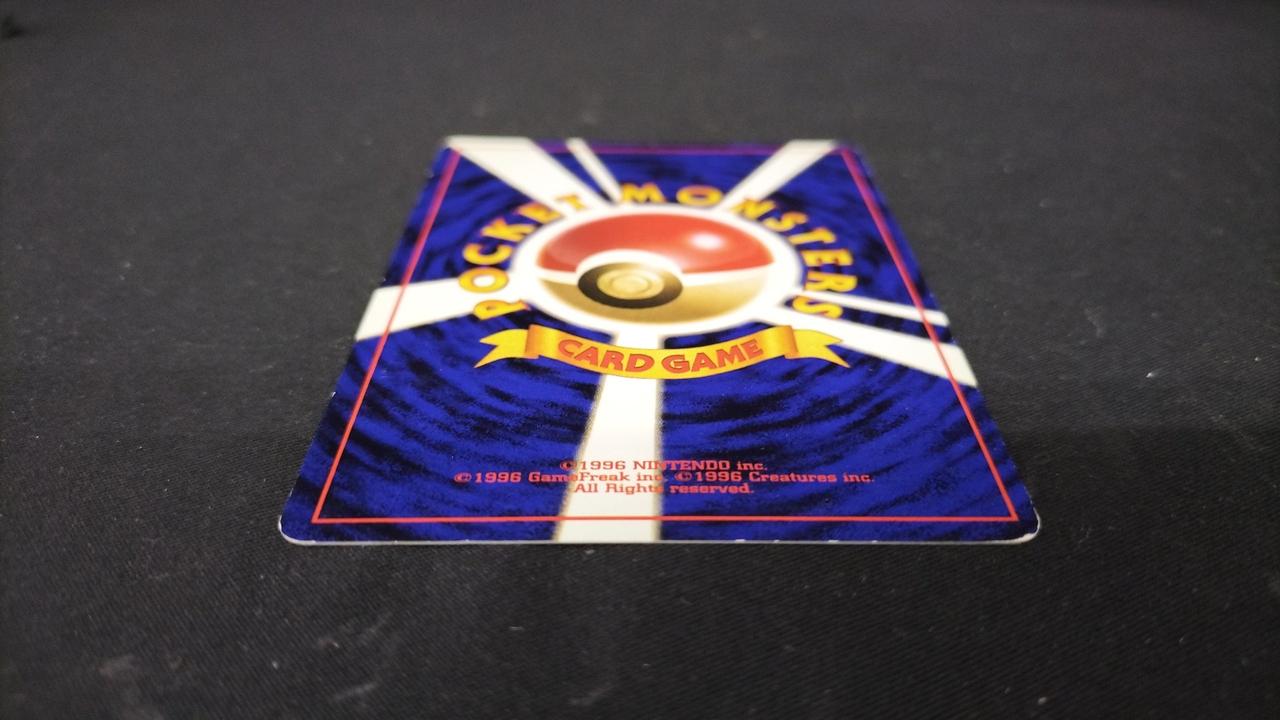 POCKET MONSTERS
CARD GAME
©1996 NINTENDO inc.
©1996 GameFreak inc. ©1996 Creatures inc.
All Rights reserved.